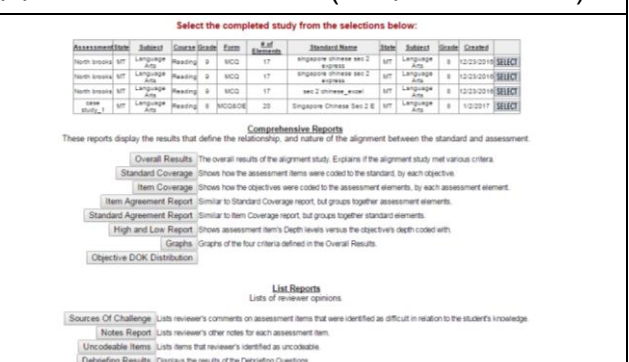 Select the completed study from the selections below:
Assessment State Subject Course Grade Form # of Elements Standard Name State Subject Grade Created
North brooks MT Language Arts Reading 9 MCQ 17 singapore chinese sec 2 express MT Language Arts 8 12/23/2016 SELECT
North brooks MT Language Arts Reading 9 MCQ 17 singapore chinese sec 2 express MT Language Arts 8 12/23/2016 SELECT
North brooks MT Language Arts Reading 9 MCQ 17 sec 2 chinese_excel MT Language Arts 8 12/23/2016 SELECT
case study_1 MT Language Arts Reading 8 MCQ&OE 20 Singapore Chinese Sec 2 E MT Language Arts 8 1/2/2017 SELECT
Comprehensive Reports
These reports display the results that define the relationship, and nature of the alignment between the standard and assessment.
Overall Results The overall results of the alignment study. Explains if the alignment study met various critera.
Standard Coverage Shows how the assessment items were coded to the standard, by each objective.
Item Coverage Shows how the objectives were coded to the assessment elements, by each assessment element.
Item Agreement Report Similar to Standard Coverage report, but groups together assessment elements.
Standard Agreement Report Similar to Item Coverage report, but groups together standard elements.
High and Low Report Shows assessment item's Depth levels versus the objective's depth coded with.
Graphs Graphs of the four criteria defined in the Overall Results.
Objective DOK Distribution
List Reports
Lists of reviewer opinions.
Sources Of Challenge Lists reviewer's comments on assessment items that were identified as difficult in relation to the student's knowledge.
Notes Report Lists reviewer's other notes for each assessment item.
Uncodeable Items Lists items that reviewer's identified as uncodeable.
Debriefing Results Displays the results of the Debriefing Questions.